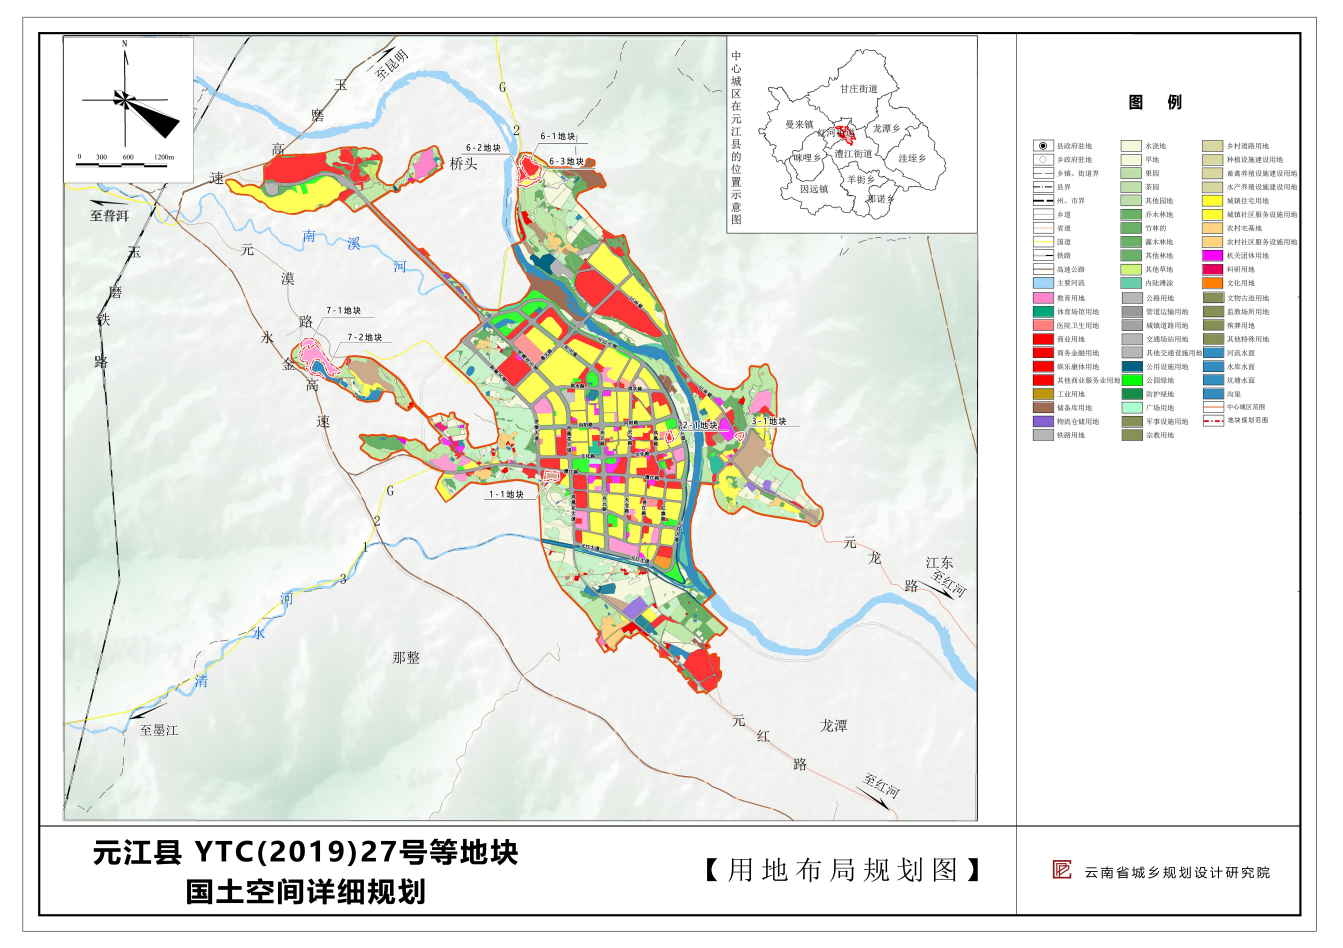 N
0 300 600 1200m
中心城区在元江县的位置示意图
甘庄街道
曼来镇
红河街道
龙潭乡
澧江街道
咪哩乡
洼垤乡
羊街乡
因远镇
那诺乡
至昆明
玉
磨
高
速
G
2
6-1地块
6-2地块
6-3地块
桥头
至普洱
玉
磨
铁
路
南
溪
河
元
漠
路
7-1地块
7-2地块
永
金
高
速
2-1地块
3-1地块
1-1地块
G
2
1
3
河
水
清
元
龙
路
江东
至红河
那整
至墨江
元
红
路
龙潭
至红河
图 例
县政府驻地
乡政府驻地
乡镇、街道界
县界
州、市界
乡道
省道
国道
铁路
高速公路
主要河流
教育用地
体育场馆用地
医院卫生用地
商业用地
商务金融用地
娱乐康体用地
其他商业服务业用地
工业用地
储备库用地
物流仓储用地
铁路用地
水浇地
旱地
果园
茶园
其他园地
乔木林地
竹林的
灌木林地
其他林地
其他草地
内陆滩涂
公路用地
管道运输用地
城镇道路用地
交通场站用地
其他交通设施用地
公用设施用地
公园绿地
防护绿地
广场用地
军事设施用地
宗教用地
乡村道路用地
种植设施建设用地
畜禽养殖设施建设用地
水产养殖设施建设用地
城镇住宅用地
城镇社区服务设施用地
农村宅基地
农村社区服务设施用地
机关团体用地
科研用地
文化用地
文物古迹用地
监教场所用地
殡葬用地
其他特殊用地
河流水面
水库水面
坑塘水面
沟渠
中心城区范围
地块规划范围
元江县 YTC(2019)27号等地块
国土空间详细规划
【用地布局规划图】
云南省城乡规划设计研究院